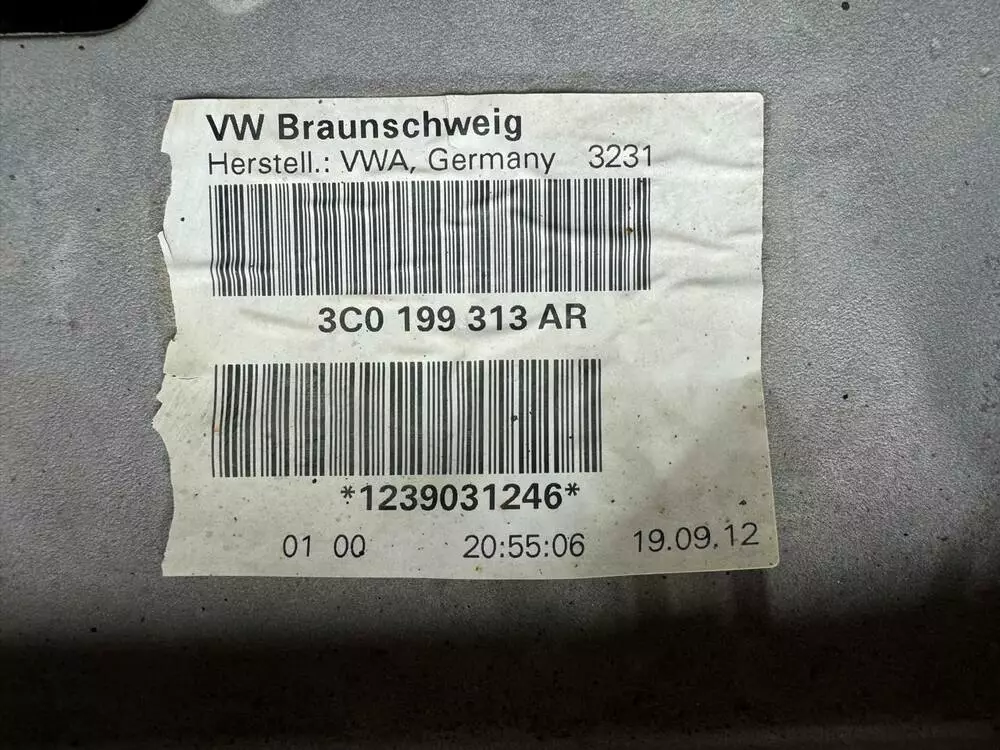 VW Braunschweig
Herstell.: VWA, Germany 3231
3C0 199 313 AR
*1239031246*
01 00 20:55:06 19.09.12